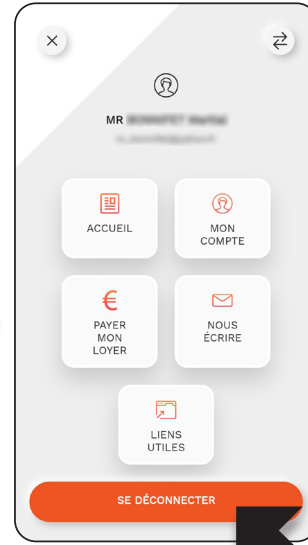 MR
ACCUEIL
MON
COMPTE
€
PAYER
MON
LOYER
NOUS
ÉCRIRE
LIENS
UTILES
SE DÉCONNECTER